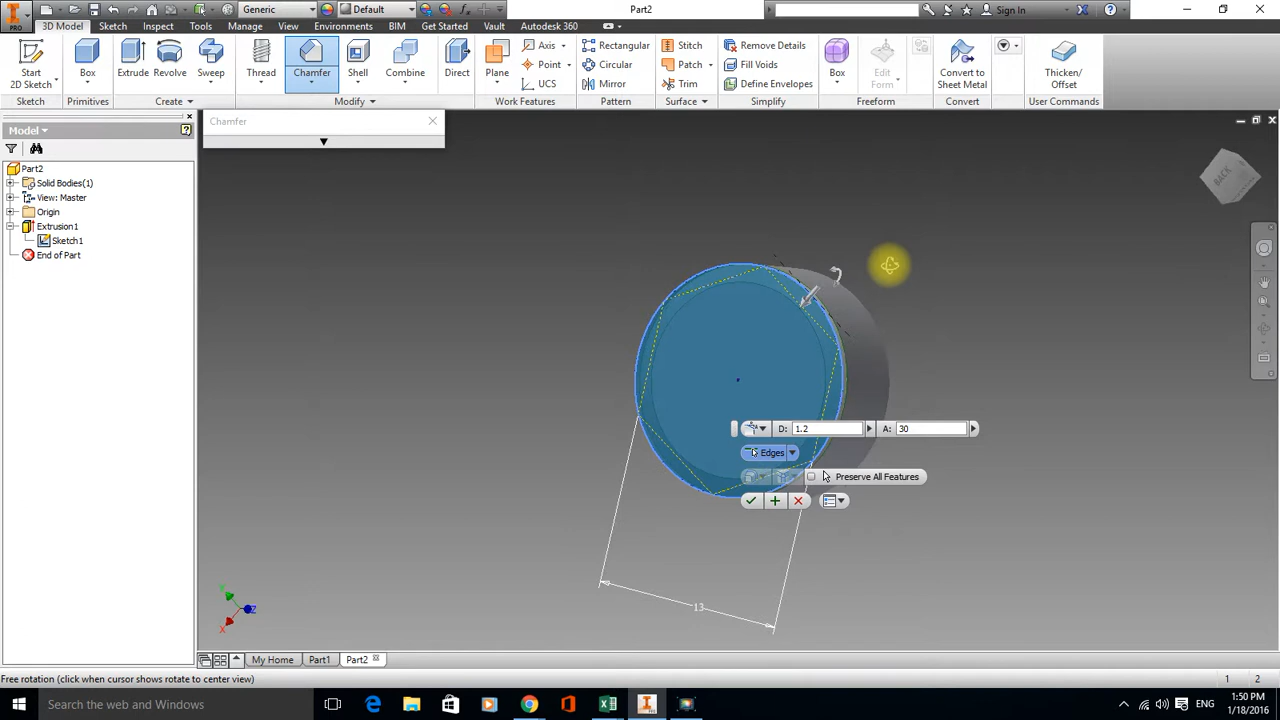 PRO
Generic
Default
Part2
Sign In
3D Model
Sketch
Inspect
Tools
Manage
View
Environments
BIM
Get Started
Vault
Autodesk 360
Start
2D Sketch
Box
Extrude
Revolve
Sweep
Thread
Chamfer
Shell
Combine
Direct
Plane
Axis
Point
UCS
Rectangular
Circular
Mirror
Stitch
Patch
Trim
Remove Details
Fill Voids
Define Envelopes
Box
Edit
Form
Convert to
Sheet Metal
Thicken/
Offset
Sketch
Primitives
Create
Modify
Work Features
Pattern
Surface
Simplify
Freeform
Convert
User Commands
Model
Chamfer
Part2
Solid Bodies(1)
View: Master
Origin
Extrusion1
Sketch1
End of Part
BACK
D: 1.2
A: 30
Edges
Preserve All Features
13
Y
X
Z
My Home
Part1
Part2
Free rotation (click when cursor shows rotate to center view)
1
2
Search the web and Windows
ENG
1:50 PM
1/18/2016